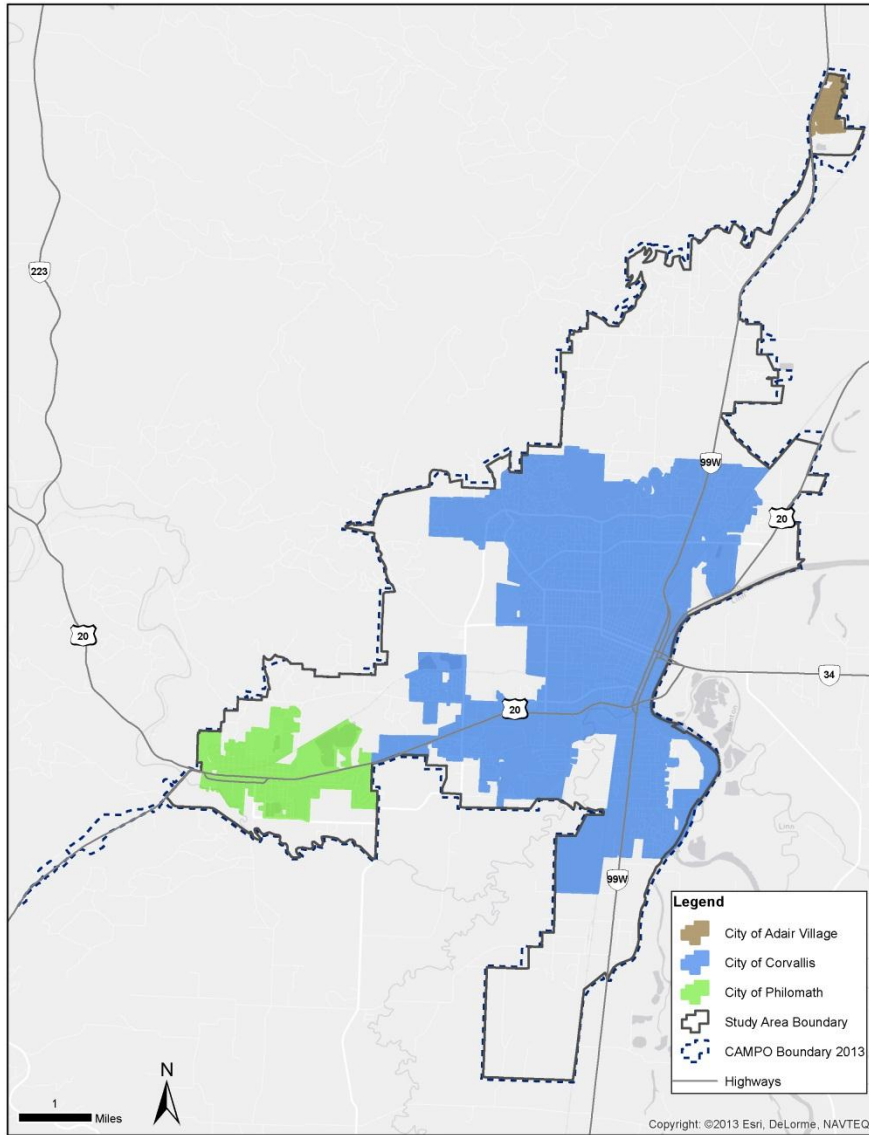 223
99W
20
20
34
20
Linn
99W
Legend
City of Adair Village
City of Corvallis
City of Philomath
Study Area Boundary
CAMPO Boundary 2013
Highways
N
1
Miles
Copyright: ©2013 Esri, DeLorme, NAVTEQ